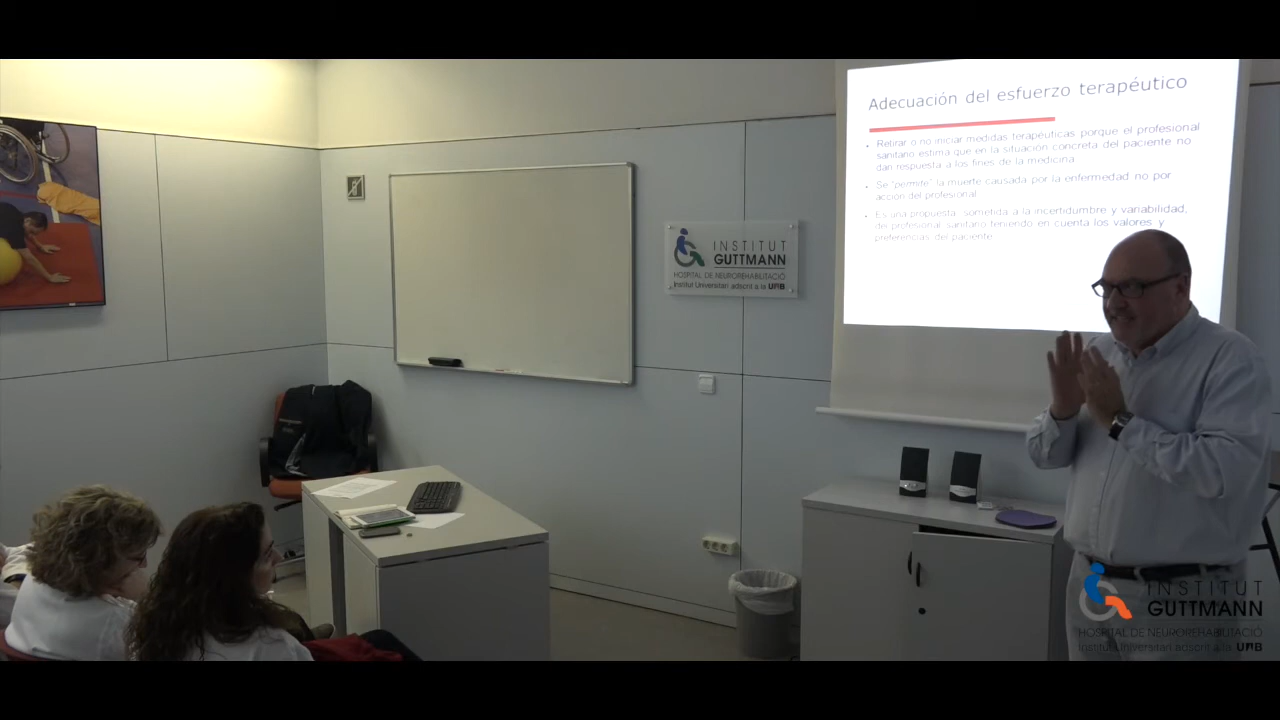 Adecuación del esfuerzo terapéutico
• Retirar o no iniciar medidas terapéuticas porque el profesional
sanitario estima que en la situación concreta del paciente no
dan respuesta a los fines de la medicina.
• Se "permite" la muerte causada por la enfermedad no por
acción del profesional.
• Es una propuesta sometida a la incertidumbre y variabilidad,
del profesional sanitario teniendo en cuenta los valores y
preferencias del paciente.
INSTITUT
GUTTMANN
HOSPITAL DE NEUROREHABILITACIÓ
Institut Universitari adscrit a la UAB
INSTITUT
GUTTMANN
HOSPITAL DE NEUROREHABILITACIÓ
Institut Universitari adscrit a la UAB